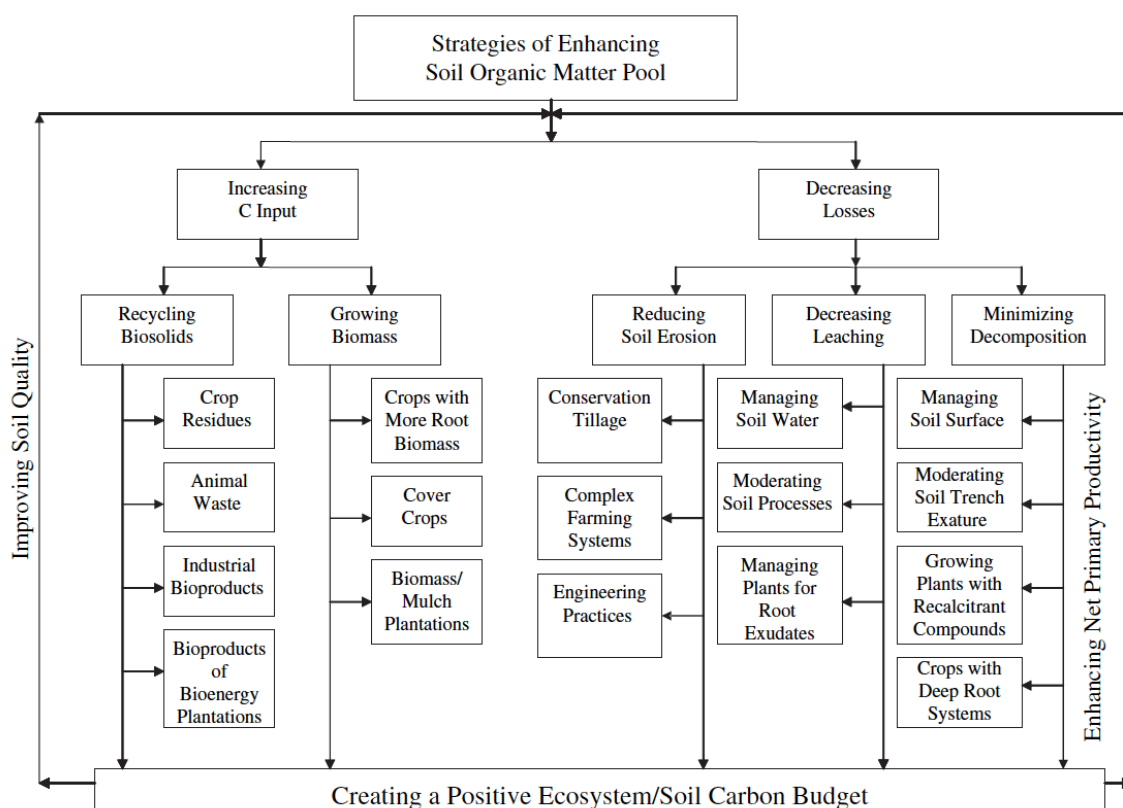 Strategies of Enhancing
Soil Organic Matter Pool
Increasing
C Input
Decreasing
Losses
Recycling
Biosolids
Growing
Biomass
Reducing
Soil Erosion
Decreasing
Leaching
Minimizing
Decomposition
Crop
Residues
Animal
Waste
Industrial
Bioproducts
Bioproducts
of
Bioenergy
Plantations
Crops with
More Root
Biomass
Cover
Crops
Biomass/
Mulch
Plantations
Conservation
Tillage
Complex
Farming
Systems
Engineering
Practices
Managing
Soil Water
Moderating
Soil Processes
Managing
Plants for
Root
Exudates
Managing
Soil Surface
Moderating
Soil Trench
Exature
Growing
Plants with
Recalcitrant
Compounds
Crops with
Deep Root
Systems
Improving Soil Quality
Enhancing Net Primary Productivity
Creating a Positive Ecosystem/Soil Carbon Budget